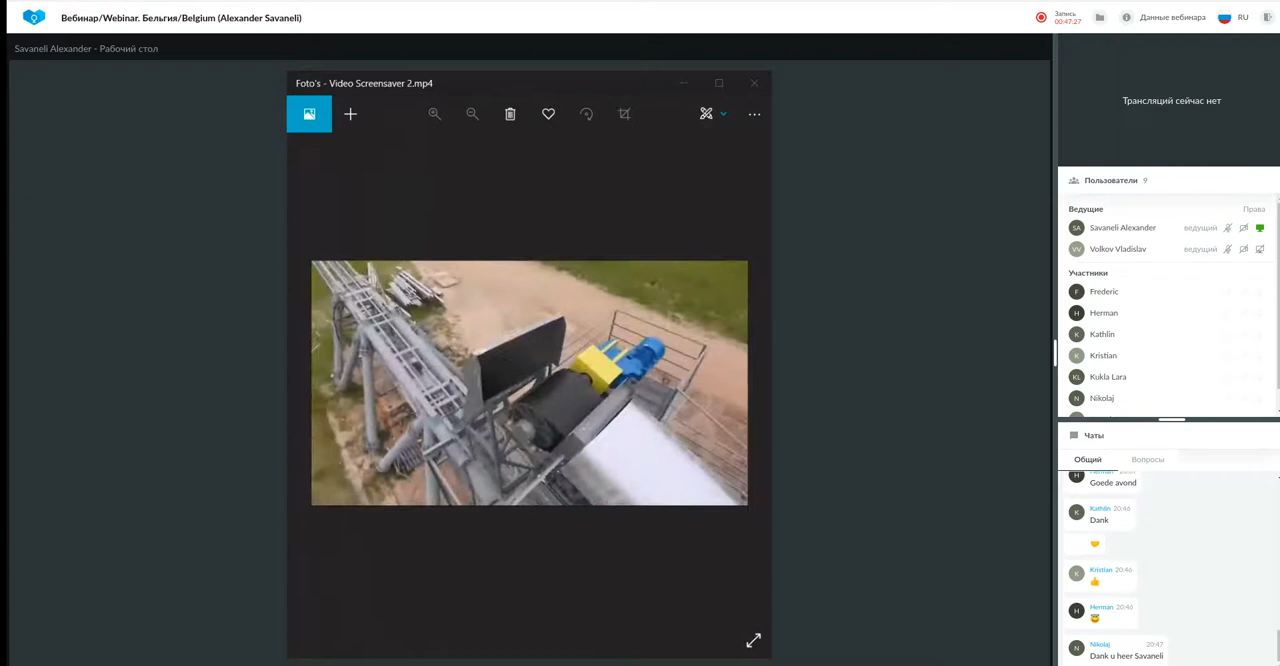 Вебинар/Webinar. Бельгия/Belgium (Alexander Savaneli)
Запись
00:47:27
Данные вебинара
RU
Savaneli Alexander - Рабочий стол
Foto's - Video Screensaver 2.mp4
Трансляций сейчас нет
Пользователи 9
Ведущие Права
SA Savaneli Alexander ведущий
VV Volkov Vladislav ведущий
Участники
F Frederic
H Herman
K Kathlin
K Kristian
KL Kukla Lara
N Nikolaj
Чаты
Общий Вопросы
H Herman
Goede avond
K Kathlin 20:46
Dank
K Kristian 20:46
H Herman 20:46
N Nikolaj 20:47
Dank u heer Savaneli